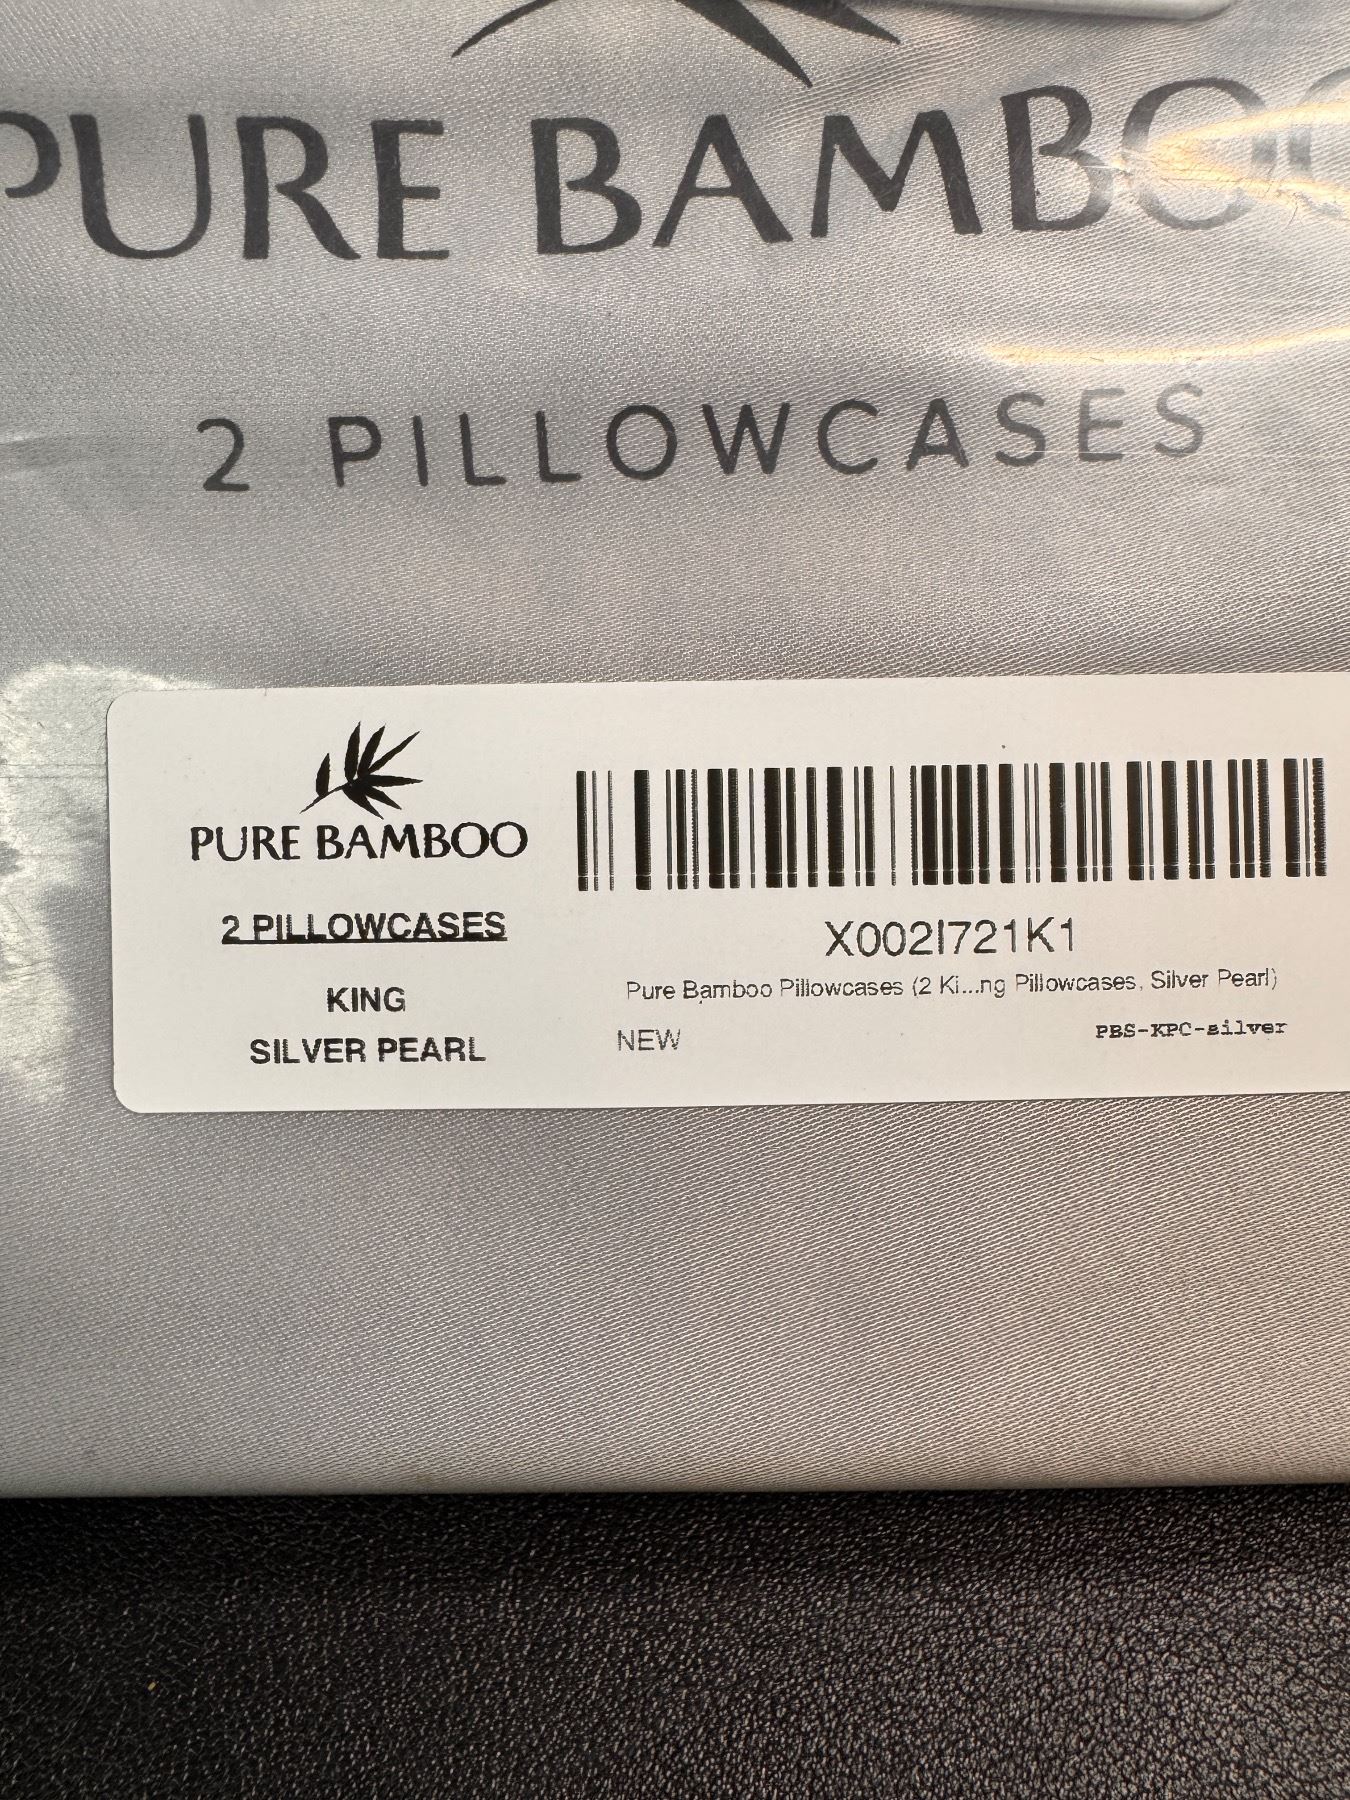 PURE BAMBOO
2 PILLOWCASES
PURE BAMBOO
2 PILLOWCASES
KING
SILVER PEARL
X002I721K1
Pure Bamboo Pillowcases (2 Ki...ng Pillowcases, Silver Pearl)
NEW
PBS-KPC-silver